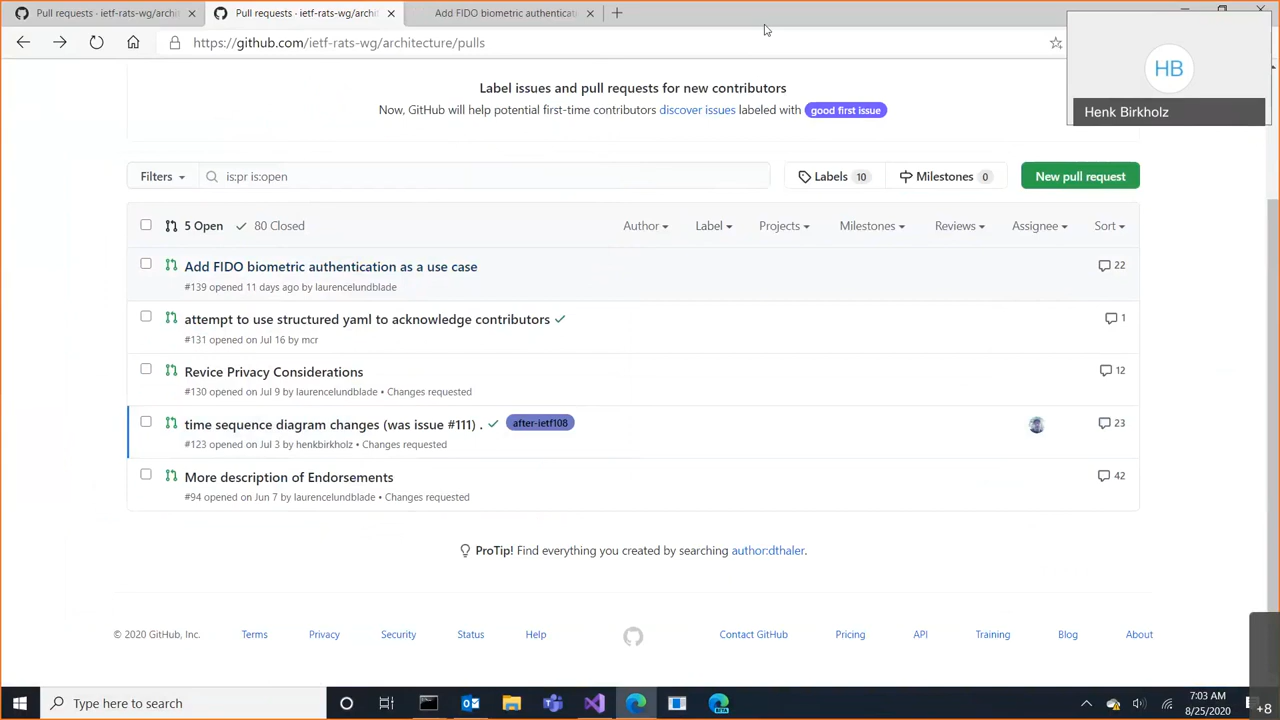 Pull requests · ietf-rats-wg/archi
Pull requests · ietf-rats-wg/archit
Add FIDO biometric authenticat
https://github.com/ietf-rats-wg/architecture/pulls
HB
Henk Birkholz
Label issues and pull requests for new contributors
Now, GitHub will help potential first-time contributors discover issues labeled with good first issue
Filters
is:pr is:open
Labels 10
Milestones 0
New pull request
5 Open 80 Closed Author Label Projects Milestones Reviews Assignee Sort
Add FIDO biometric authentication as a use case 22
#139 opened 11 days ago by laurencelundblade
attempt to use structured yaml to acknowledge contributors 1
#131 opened on Jul 16 by mcr
Revice Privacy Considerations 12
#130 opened on Jul 9 by laurencelundblade • Changes requested
time sequence diagram changes (was issue #111) . after-ietf108 23
#123 opened on Jul 3 by henkbirkholz • Changes requested
More description of Endorsements 42
#94 opened on Jun 7 by laurencelundblade • Changes requested
ProTip! Find everything you created by searching author:dthaler.
© 2020 GitHub, Inc. Terms Privacy Security Status Help Contact GitHub Pricing API Training Blog About
Type here to search
7:03 AM
8/25/2020
+8